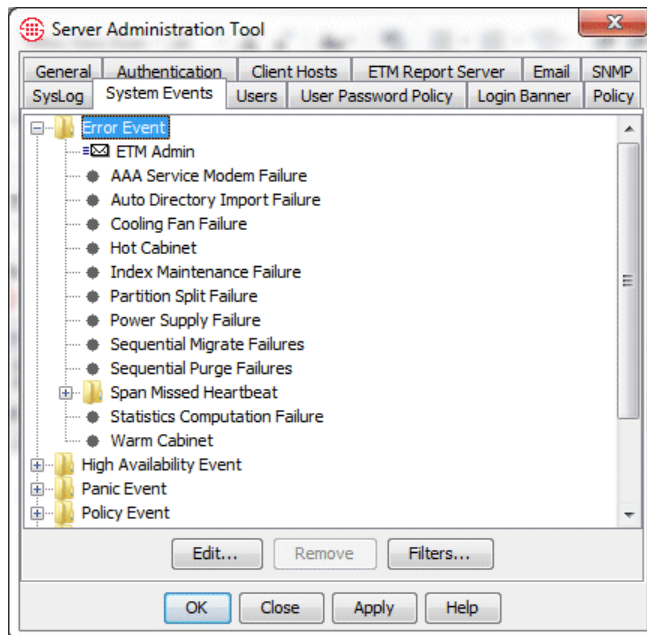 Server Administration Tool
General Authentication Client Hosts ETM Report Server Email SNMP
SysLog System Events Users User Password Policy Login Banner Policy
Error Event
ETM Admin
AAA Service Modem Failure
Auto Directory Import Failure
Cooling Fan Failure
Hot Cabinet
Index Maintenance Failure
Partition Split Failure
Power Supply Failure
Sequential Migrate Failures
Sequential Purge Failures
Span Missed Heartbeat
Statistics Computation Failure
Warm Cabinet
High Availability Event
Panic Event
Policy Event
Edit... Remove Filters...
OK Close Apply Help